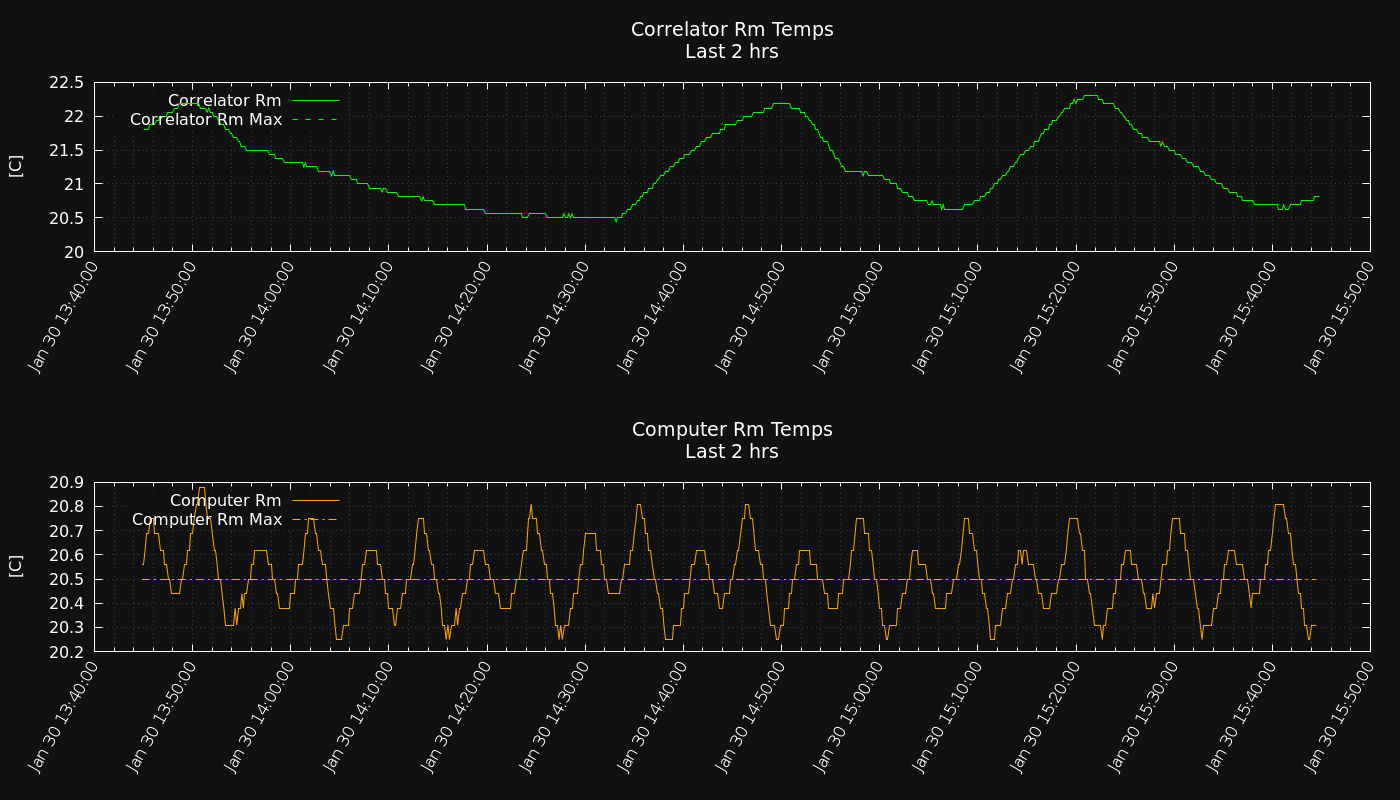 Correlator Rm Temps
Last 2 hrs
22.5
22
21.5
21
20.5
20
[C]
Correlator Rm
Correlator Rm Max
Jan 30 13:40:00
Jan 30 13:50:00
Jan 30 14:00:00
Jan 30 14:10:00
Jan 30 14:20:00
Jan 30 14:30:00
Jan 30 14:40:00
Jan 30 14:50:00
Jan 30 15:00:00
Jan 30 15:10:00
Jan 30 15:20:00
Jan 30 15:30:00
Jan 30 15:40:00
Jan 30 15:50:00
Computer Rm Temps
Last 2 hrs
20.9
20.8
20.7
20.6
20.5
20.4
20.3
20.2
[C]
Computer Rm
Computer Rm Max
Jan 30 13:40:00
Jan 30 13:50:00
Jan 30 14:00:00
Jan 30 14:10:00
Jan 30 14:20:00
Jan 30 14:30:00
Jan 30 14:40:00
Jan 30 14:50:00
Jan 30 15:00:00
Jan 30 15:10:00
Jan 30 15:20:00
Jan 30 15:30:00
Jan 30 15:40:00
Jan 30 15:50:00